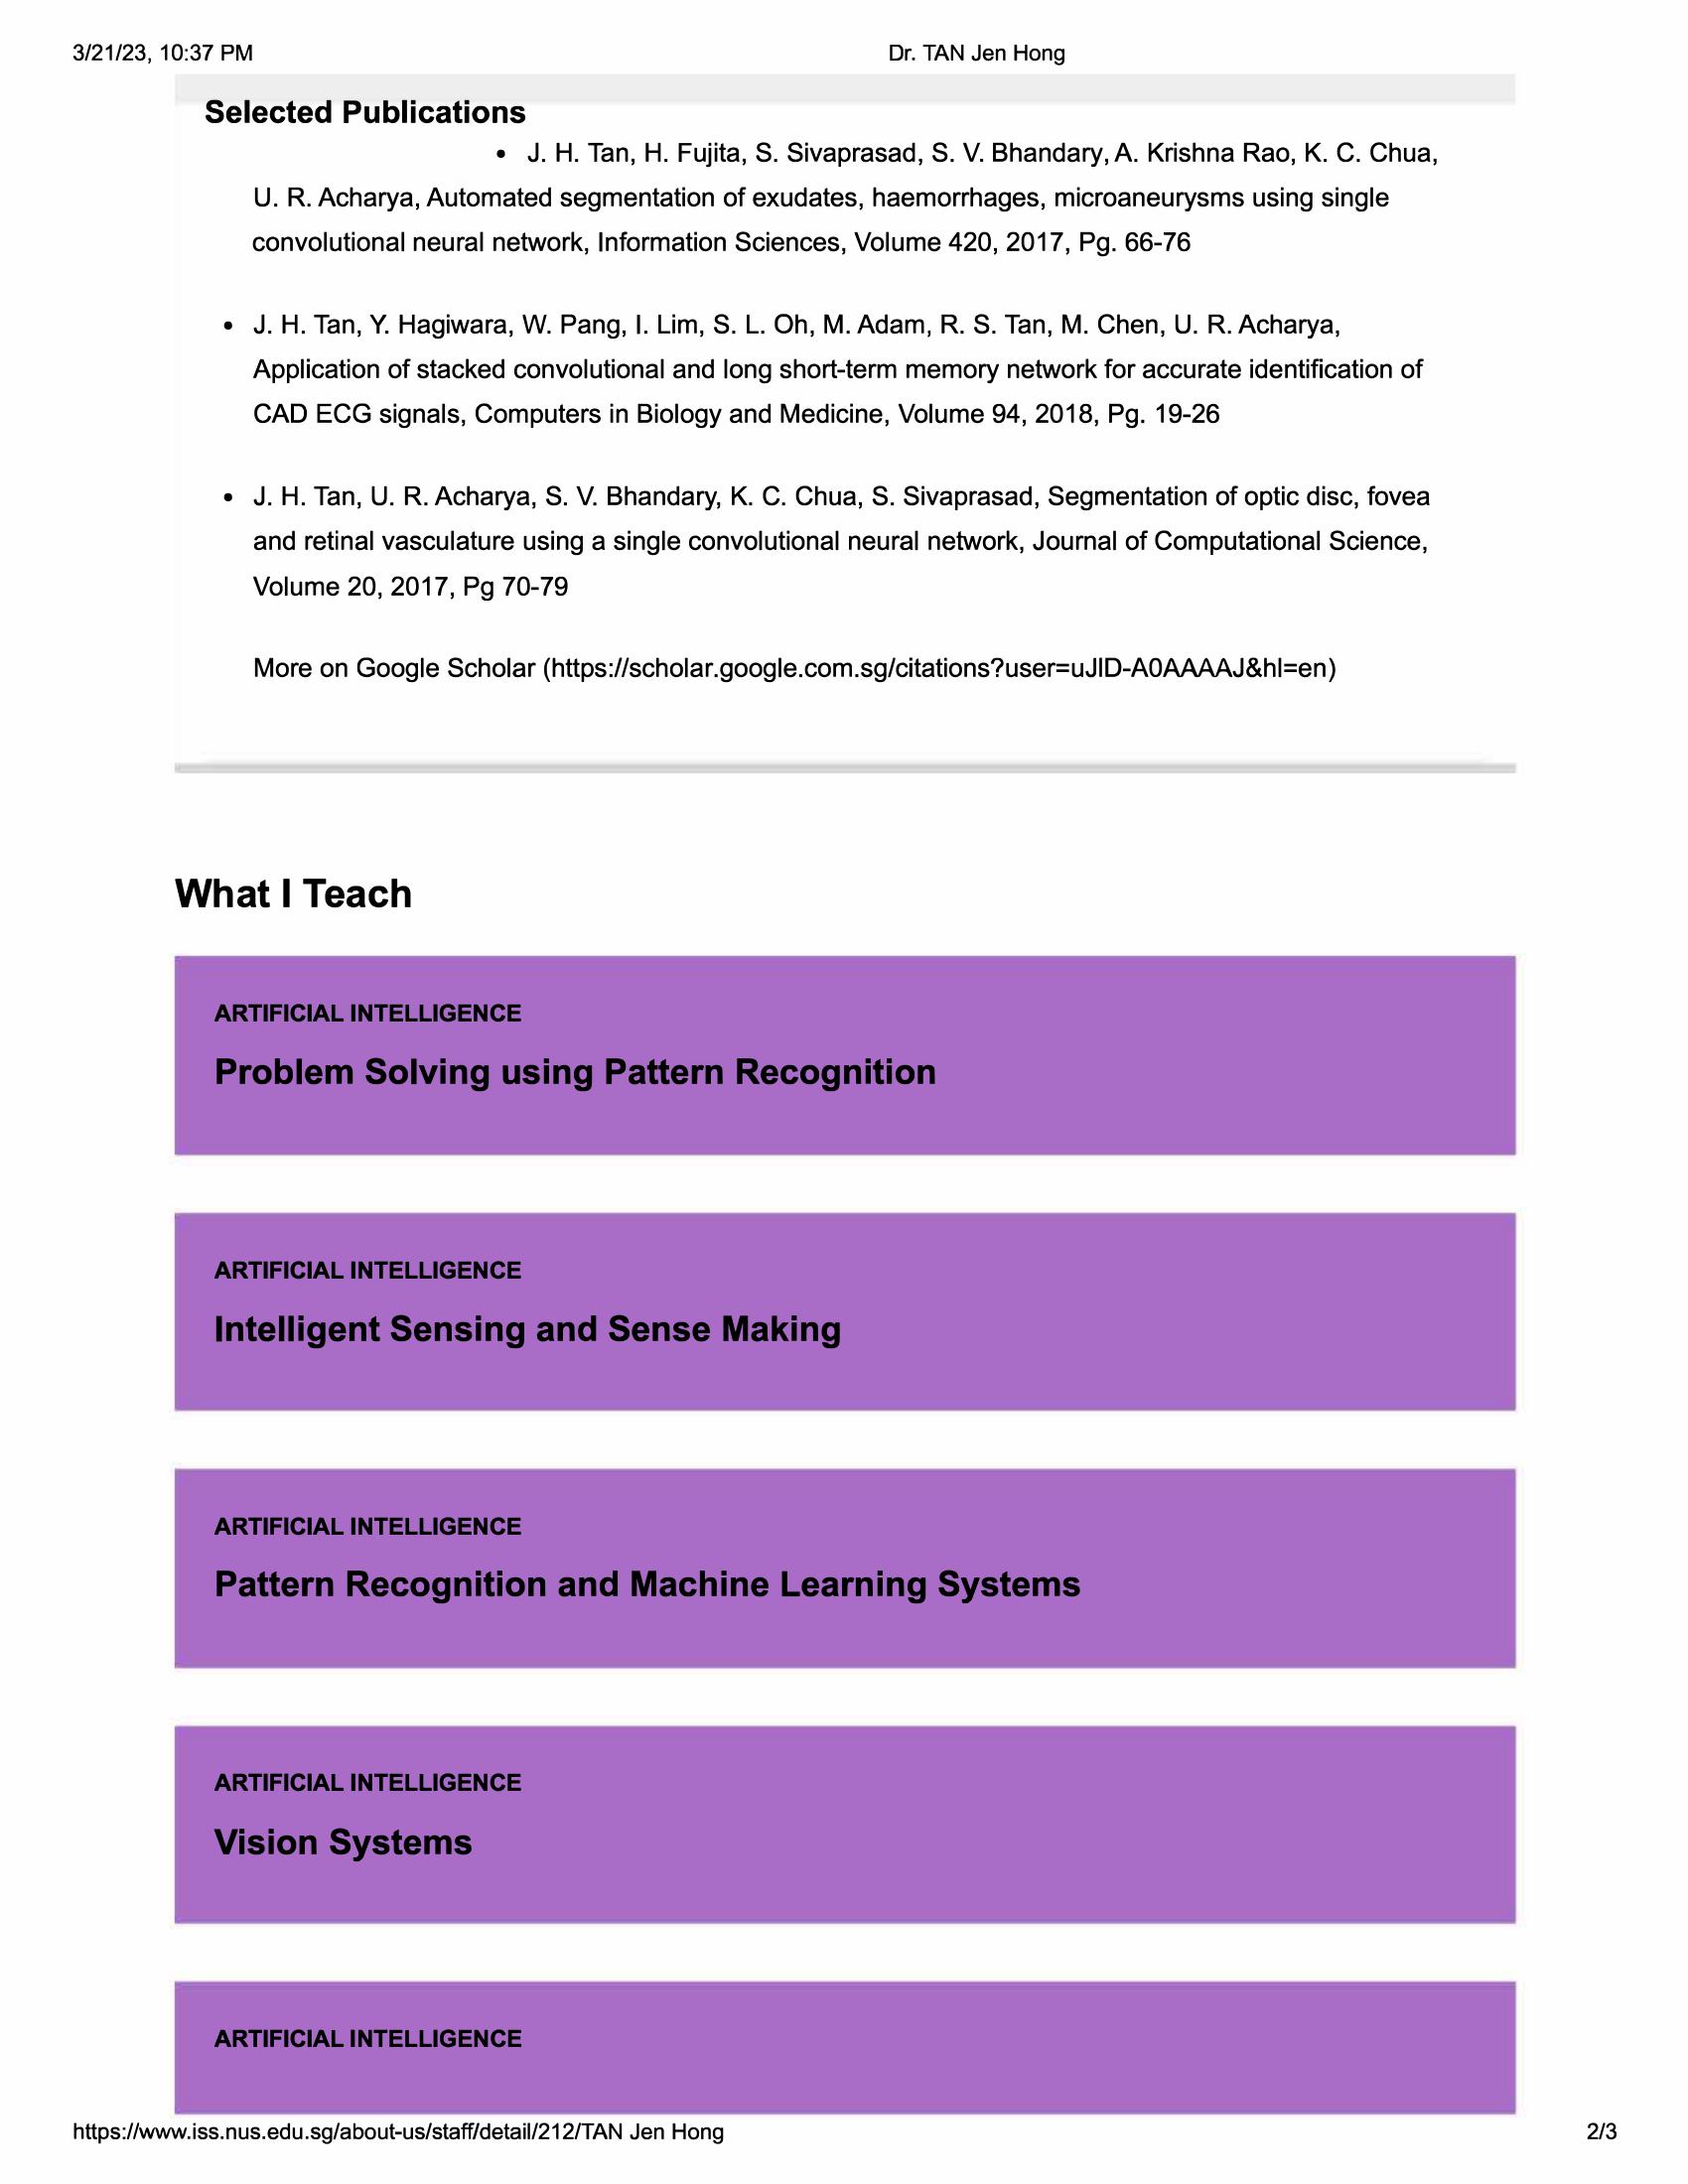 3/21/23, 10:37 PM
Dr. TAN Jen Hong
Selected Publications
• J. H. Tan, H. Fujita, S. Sivaprasad, S. V. Bhandary, A. Krishna Rao, K. C. Chua,
U. R. Acharya, Automated segmentation of exudates, haemorrhages, microaneurysms using single
convolutional neural network, Information Sciences, Volume 420, 2017, Pg. 66-76
• J. H. Tan, Y. Hagiwara, W. Pang, I. Lim, S. L. Oh, M. Adam, R. S. Tan, M. Chen, U. R. Acharya,
Application of stacked convolutional and long short-term memory network for accurate identification of
CAD ECG signals, Computers in Biology and Medicine, Volume 94, 2018, Pg. 19-26
• J. H. Tan, U. R. Acharya, S. V. Bhandary, K. C. Chua, S. Sivaprasad, Segmentation of optic disc, fovea
and retinal vasculature using a single convolutional neural network, Journal of Computational Science,
Volume 20, 2017, Pg 70-79
More on Google Scholar (https://scholar.google.com.sg/citations?user=uJlD-A0AAAAJ&hl=en)
What I Teach
ARTIFICIAL INTELLIGENCE
Problem Solving using Pattern Recognition
ARTIFICIAL INTELLIGENCE
Intelligent Sensing and Sense Making
ARTIFICIAL INTELLIGENCE
Pattern Recognition and Machine Learning Systems
ARTIFICIAL INTELLIGENCE
Vision Systems
ARTIFICIAL INTELLIGENCE
https://www.iss.nus.edu.sg/about-us/staff/detail/212/TAN Jen Hong
2/3